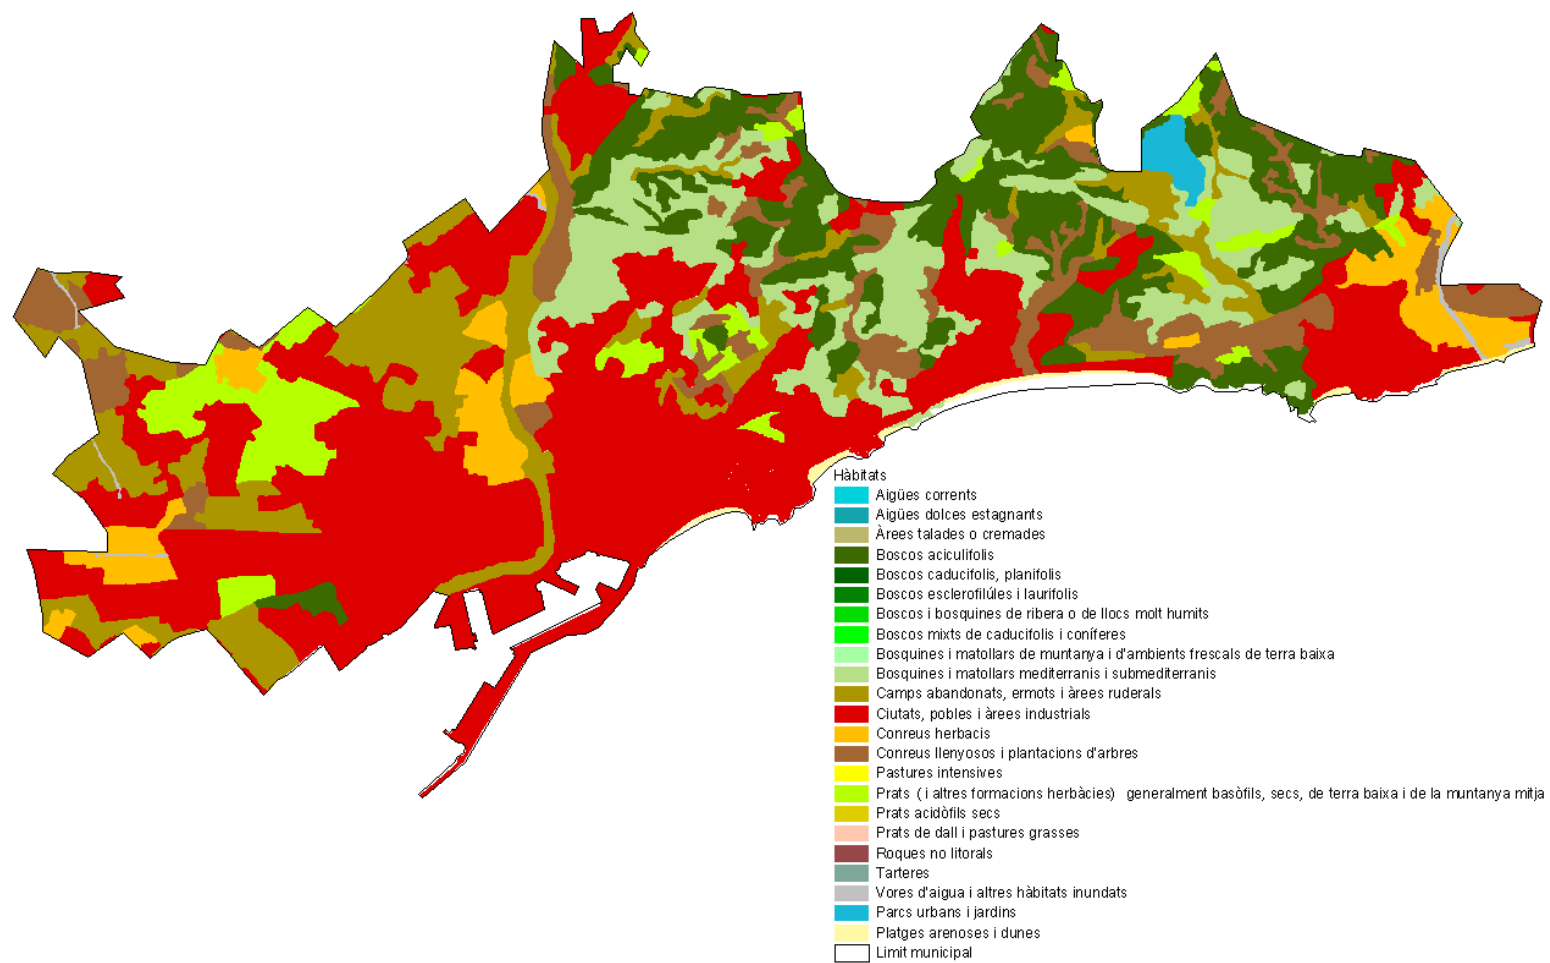 Hàbitats
Aigües corrents
Aigües dolces estagnants
Àrees talades o cremades
Boscos aciculifolis
Boscos caducifolis, planifolis
Boscos esclerofilúles i laurifolis
Boscos i bosquines de ribera o de llocs molt humits
Boscos mixts de caducifolis i coníferes
Bosquines i matollars de muntanya i d'ambients frescals de terra baixa
Bosquines i matollars mediterranis i submediterranis
Camps abandonats, ermots i àrees ruderals
Ciutats, pobles i àrees industrials
Conreus herbacis
Conreus llenyosos i plantacions d'arbres
Pastures intensives
Prats ( i altres formacions herbàcies) generalment basòfils, secs, de terra baixa i de la muntanya mitja
Prats acidòfils secs
Prats de dall i pastures grasses
Roques no litorals
Tarteres
Vores d'aigua i altres hàbitats inundats
Parcs urbans i jardins
Platges arenoses i dunes
Limit municipal